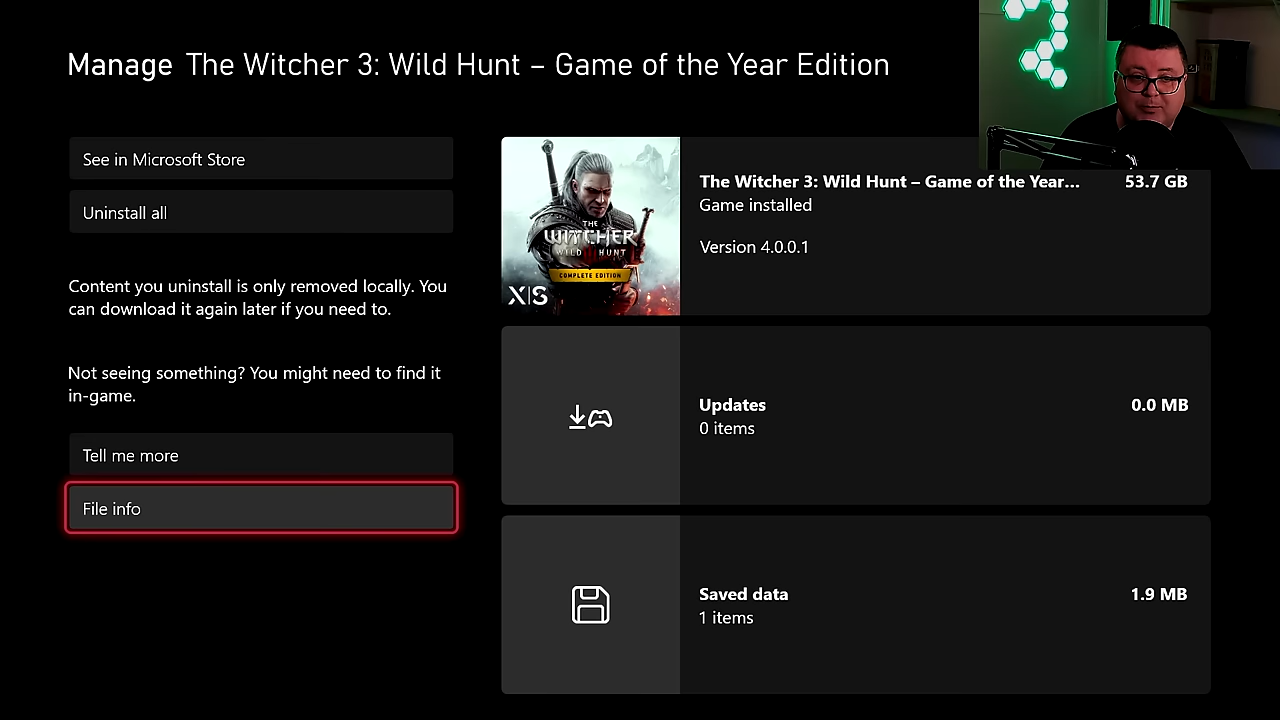 Manage The Witcher 3: Wild Hunt – Game of the Year Edition
See in Microsoft Store
Uninstall all
Content you uninstall is only removed locally. You
can download it again later if you need to.
Not seeing something? You might need to find it
in-game.
Tell me more
File info
THE
WITCHER
WILD HUNT
COMPLETE EDITION
X|S
The Witcher 3: Wild Hunt – Game of the Year... 53.7 GB
Game installed
Version 4.0.0.1
Updates 0.0 MB
0 items
Saved data 1.9 MB
1 items